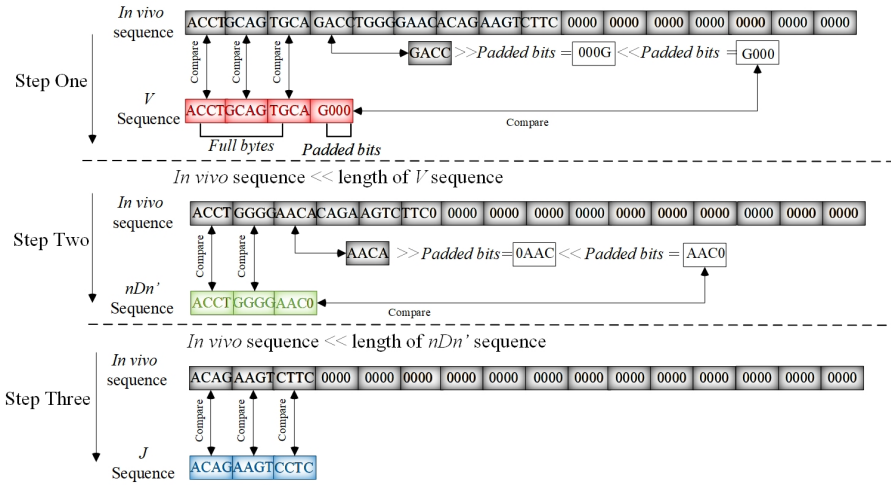 In vivo
sequence
ACCT GCAG TGCA GACC TGGG GAAC ACAG AAGT CTTC 0000 0000 0000 0000 0000 0000 0000
Step One
Compare
Compare
Compare
GACC >>Padded bits = 000G <<Padded bits = G000
V
Sequence
ACCT GCAG TGCA G000
Compare
Full bytes
Padded bits
In vivo sequence << length of V sequence
In vivo
sequence
ACCT GGGG AACA CAGA AGTC TTC0 0000 0000 0000 0000 0000 0000 0000 0000 0000 0000
Step Two
Compare
Compare
AACA >> Padded bits= 0AAC << Padded bits= AAC0
nDn’
Sequence
ACCT GGGG AAC0
Compare
In vivo sequence << length of nDn’ sequence
In vivo
sequence
ACAG AAGT CTTC 0000 0000 0000 0000 0000 0000 0000 0000 0000 0000 0000 0000 0000
Step Three
Compare
Compare
Compare
J
Sequence
ACAG AAGT CCTC